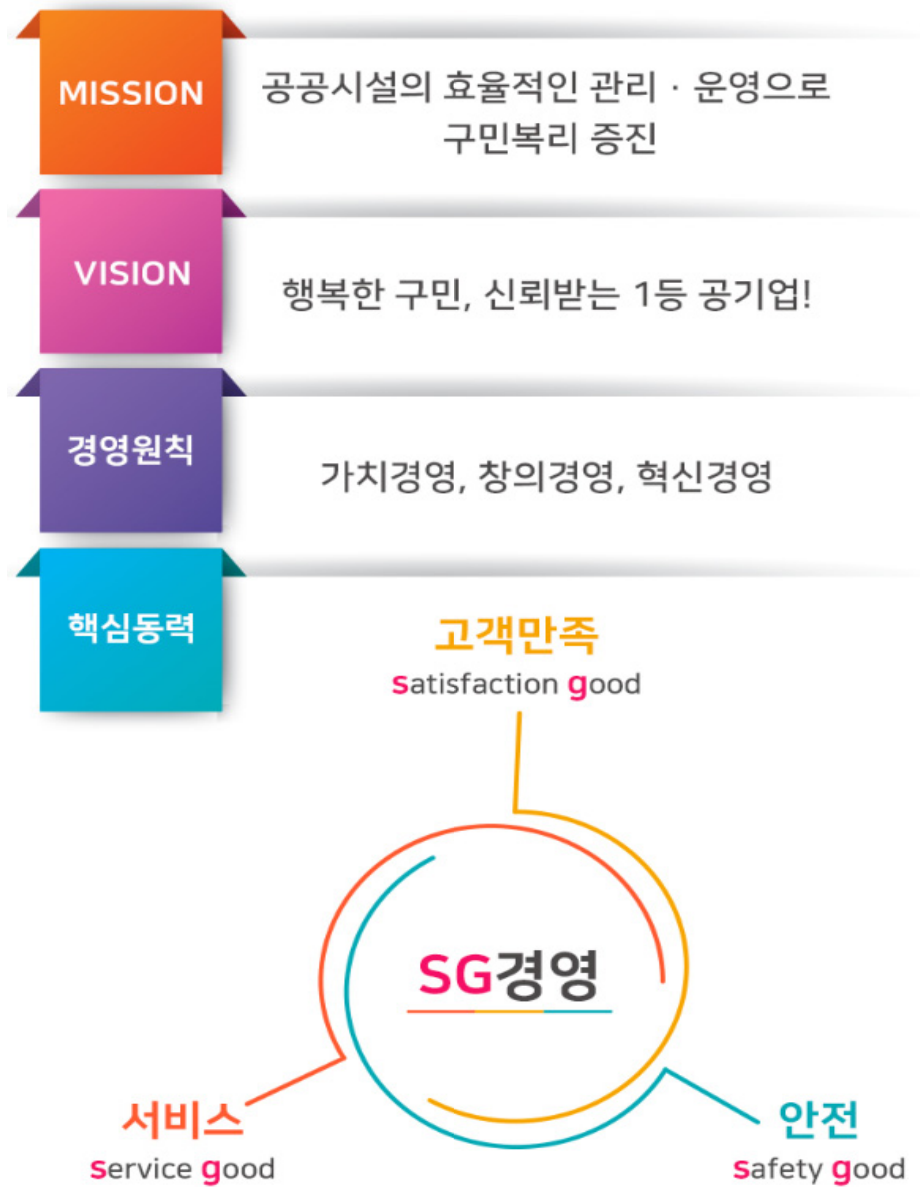 MISSION
공공시설의 효율적인 관리 · 운영으로
구민복리 증진
VISION
행복한 구민, 신뢰받는 1등 공기업!
경영원칙
가치경영, 창의경영, 혁신경영
핵심동력
고객만족
satisfaction good
SG경영
서비스
service good
안전
safety good